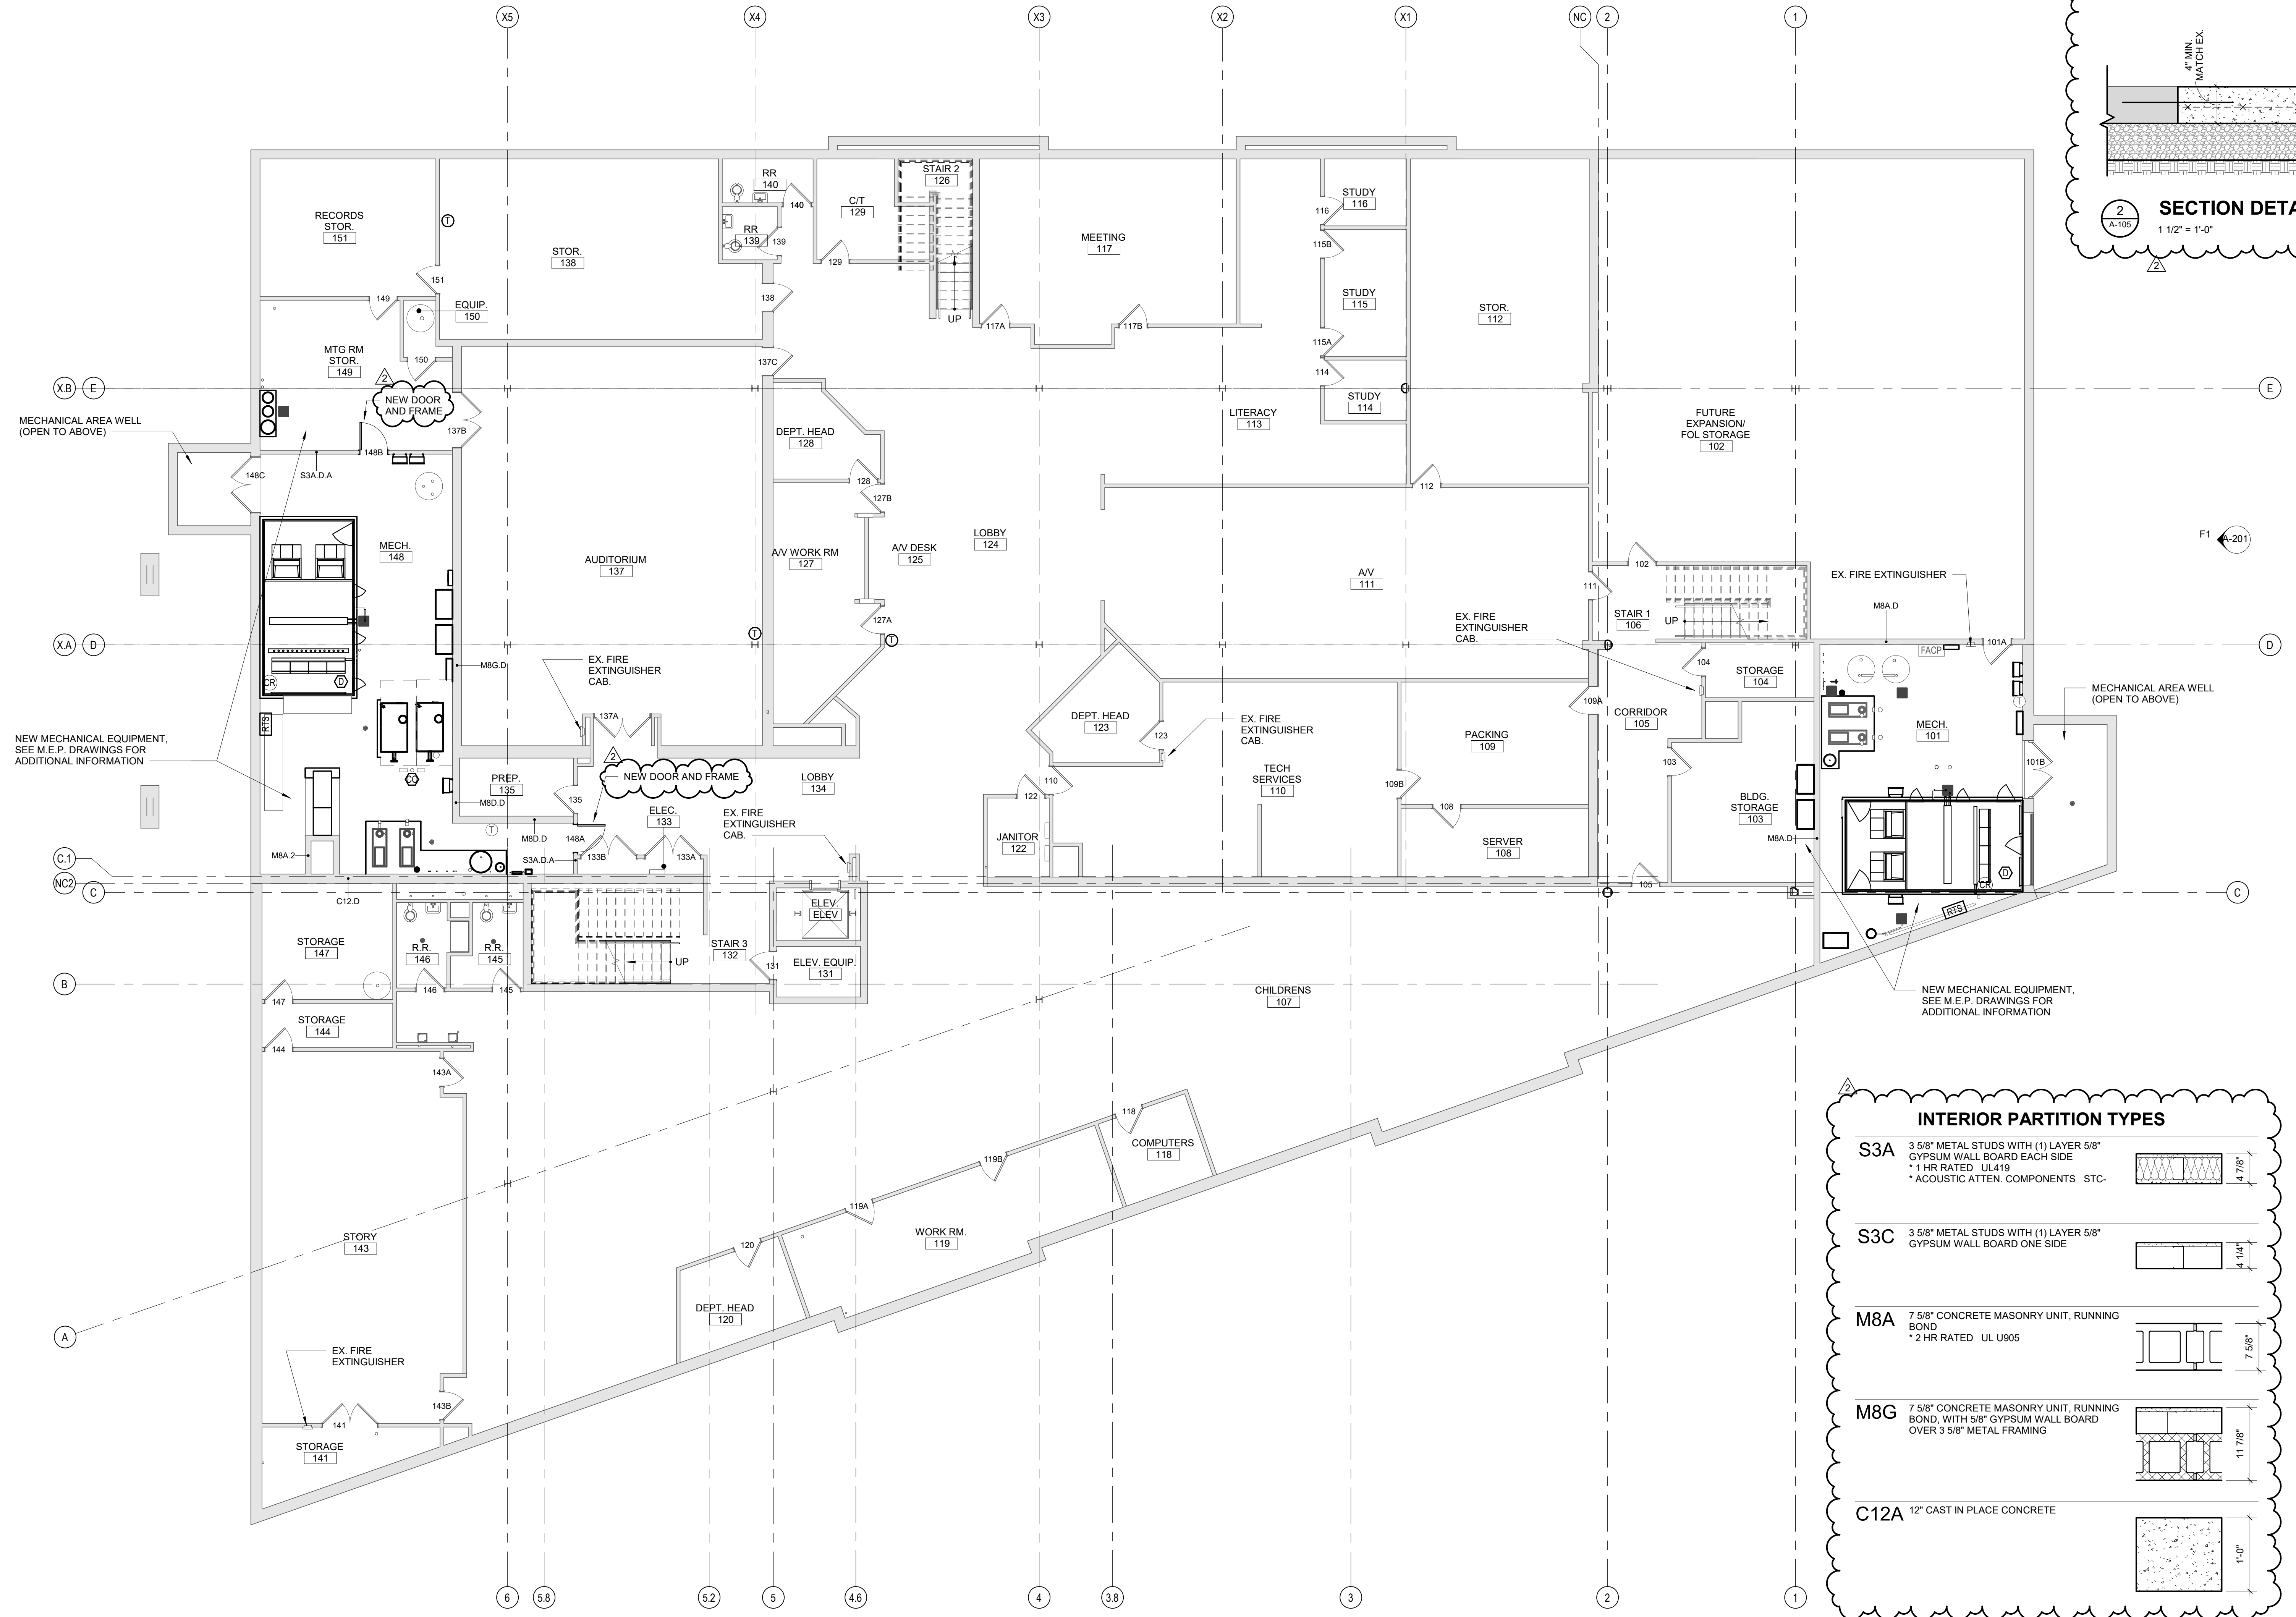 X5
X4
X3
X2
X1
NC
2
1
4" MIN.
MATCH EX.
2
A-105
SECTION DETA
1 1/2" = 1'-0"
2
RECORDS
STOR.
151
T
151
149
EQUIP.
150
150
MTG RM
STOR.
149
STOR.
138
138
RR
140
140
RR
139
139
C/T
129
129
STAIR 2
126
UP
MEETING
117
117A
117B
STUDY
116
116
115B
STUDY
115
115A
114
STUDY
114
STOR.
112
112
X.B
E
E
2
NEW DOOR
AND FRAME
137B
137C
MECHANICAL AREA WELL
(OPEN TO ABOVE)
148C
S3A.D.A
148B
DEPT. HEAD
128
128
127B
LITERACY
113
FUTURE
EXPANSION/
FOL STORAGE
102
MECH.
148
AUDITORIUM
137
A/V WORK RM
127
A/V DESK
125
LOBBY
124
A/V
111
111
102
F1
A-201
EX. FIRE EXTINGUISHER
M8A.D
STAIR 1
106
UP
EX. FIRE
EXTINGUISHER
CAB.
127A
T
T
X.A
D
D
M8G.D
EX. FIRE
EXTINGUISHER
CAB.
CR
D
104
STORAGE
104
FACP
101A
MECHANICAL AREA WELL
(OPEN TO ABOVE)
T
RTS
137A
DEPT. HEAD
123
123
EX. FIRE
EXTINGUISHER
CAB.
109A
CORRIDOR
105
MECH.
101
101B
NEW MECHANICAL EQUIPMENT,
SEE M.E.P. DRAWINGS FOR
ADDITIONAL INFORMATION
CO
2
NEW DOOR AND FRAME
PREP.
135
135
LOBBY
134
PACKING
109
109B
TECH
SERVICES
110
110
103
BLDG.
STORAGE
103
M8A.D
M8D.D
T
M8D.D
148A
ELEC.
133
133B
133A
EX. FIRE
EXTINGUISHER
CAB.
122
JANITOR
122
108
SERVER
108
M8A.2
S3A.D.A
C.1
NC2
C
C
C12.D
105
D
CR
RTS
ELEV.
ELEV
STORAGE
147
147
R.R.
146
146
R.R.
145
145
STAIR 3
132
UP
131
ELEV. EQUIP.
131
B
CHILDRENS
107
NEW MECHANICAL EQUIPMENT,
SEE M.E.P. DRAWINGS FOR
ADDITIONAL INFORMATION
STORAGE
144
144
143A
118
COMPUTERS
118
119B
119A
WORK RM.
119
STORY
143
120
DEPT. HEAD
120
A
EX. FIRE
EXTINGUISHER
143B
141
STORAGE
141
2
INTERIOR PARTITION TYPES
S3A
3 5/8" METAL STUDS WITH (1) LAYER 5/8"
GYPSUM WALL BOARD EACH SIDE
* 1 HR RATED UL419
* ACOUSTIC ATTEN. COMPONENTS STC-
4 7/8"
S3C
3 5/8" METAL STUDS WITH (1) LAYER 5/8"
GYPSUM WALL BOARD ONE SIDE
4 1/4"
M8A
7 5/8" CONCRETE MASONRY UNIT, RUNNING
BOND
* 2 HR RATED UL U905
7 5/8"
M8G
7 5/8" CONCRETE MASONRY UNIT, RUNNING
BOND, WITH 5/8" GYPSUM WALL BOARD
OVER 3 5/8" METAL FRAMING
11 7/8"
C12A
12" CAST IN PLACE CONCRETE
1'-0"
6
5.8
5.2
5
4.6
4
3.8
3
2
1